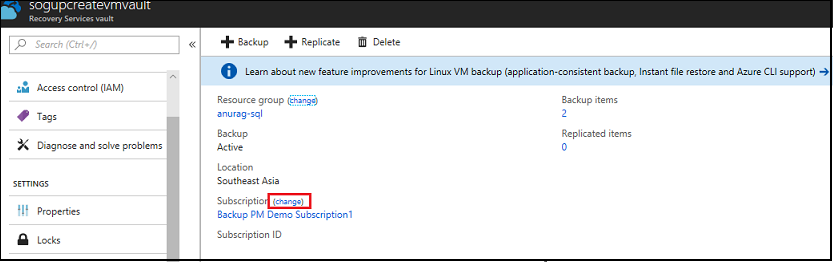 sogupcreatevmvault
Recovery Services vault
Search (Ctrl+/)
Access control (IAM)
Tags
Diagnose and solve problems
SETTINGS
Properties
Locks
Backup Replicate Delete
Learn about new feature improvements for Linux VM backup (application-consistent backup, Instant file restore and Azure CLI support)
Resource group (change)
anurag-sql
Backup
Active
Location
Southeast Asia
Subscription (change)
Backup PM Demo Subscription1
Subscription ID
Backup items
2
Replicated items
0